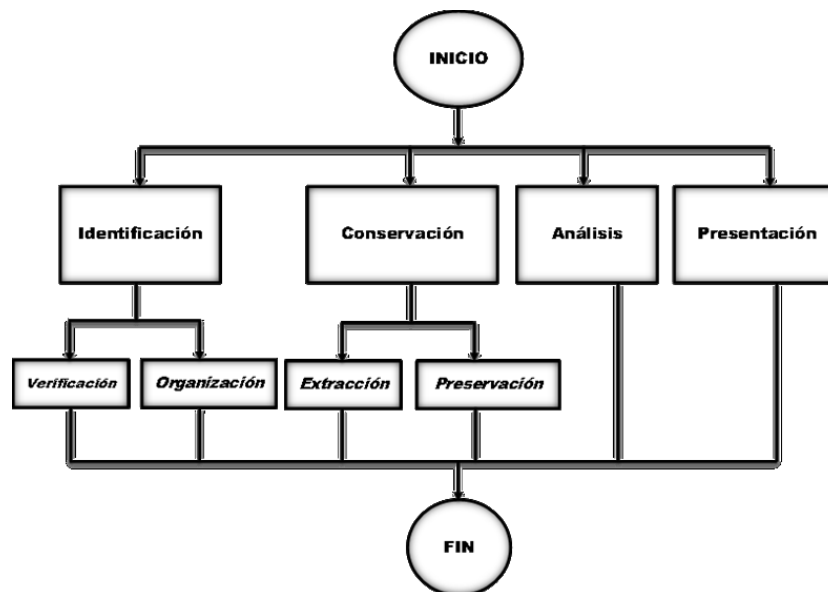 INICIO
Identificación
Conservación
Análisis
Presentación
Verificación
Organización
Extracción
Preservación
FIN